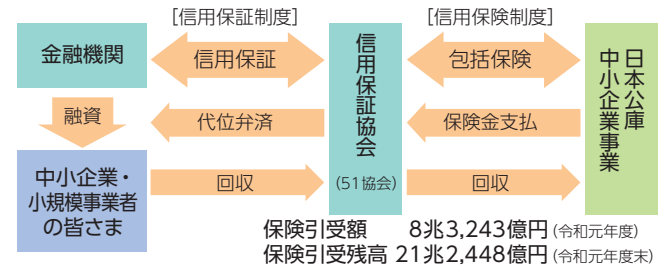 [信用保証制度]
[信用保険制度]
金融機関
信用保証
信用保証協会
(51協会)
包括保険
日本公庫
中小企業事業
融資
代位弁済
保険金支払
中小企業・
小規模事業者
の皆さま
回収
回収
保険引受額 8兆3,243億円(令和元年度)
保険引受残高 21兆2,448億円(令和元年度末)